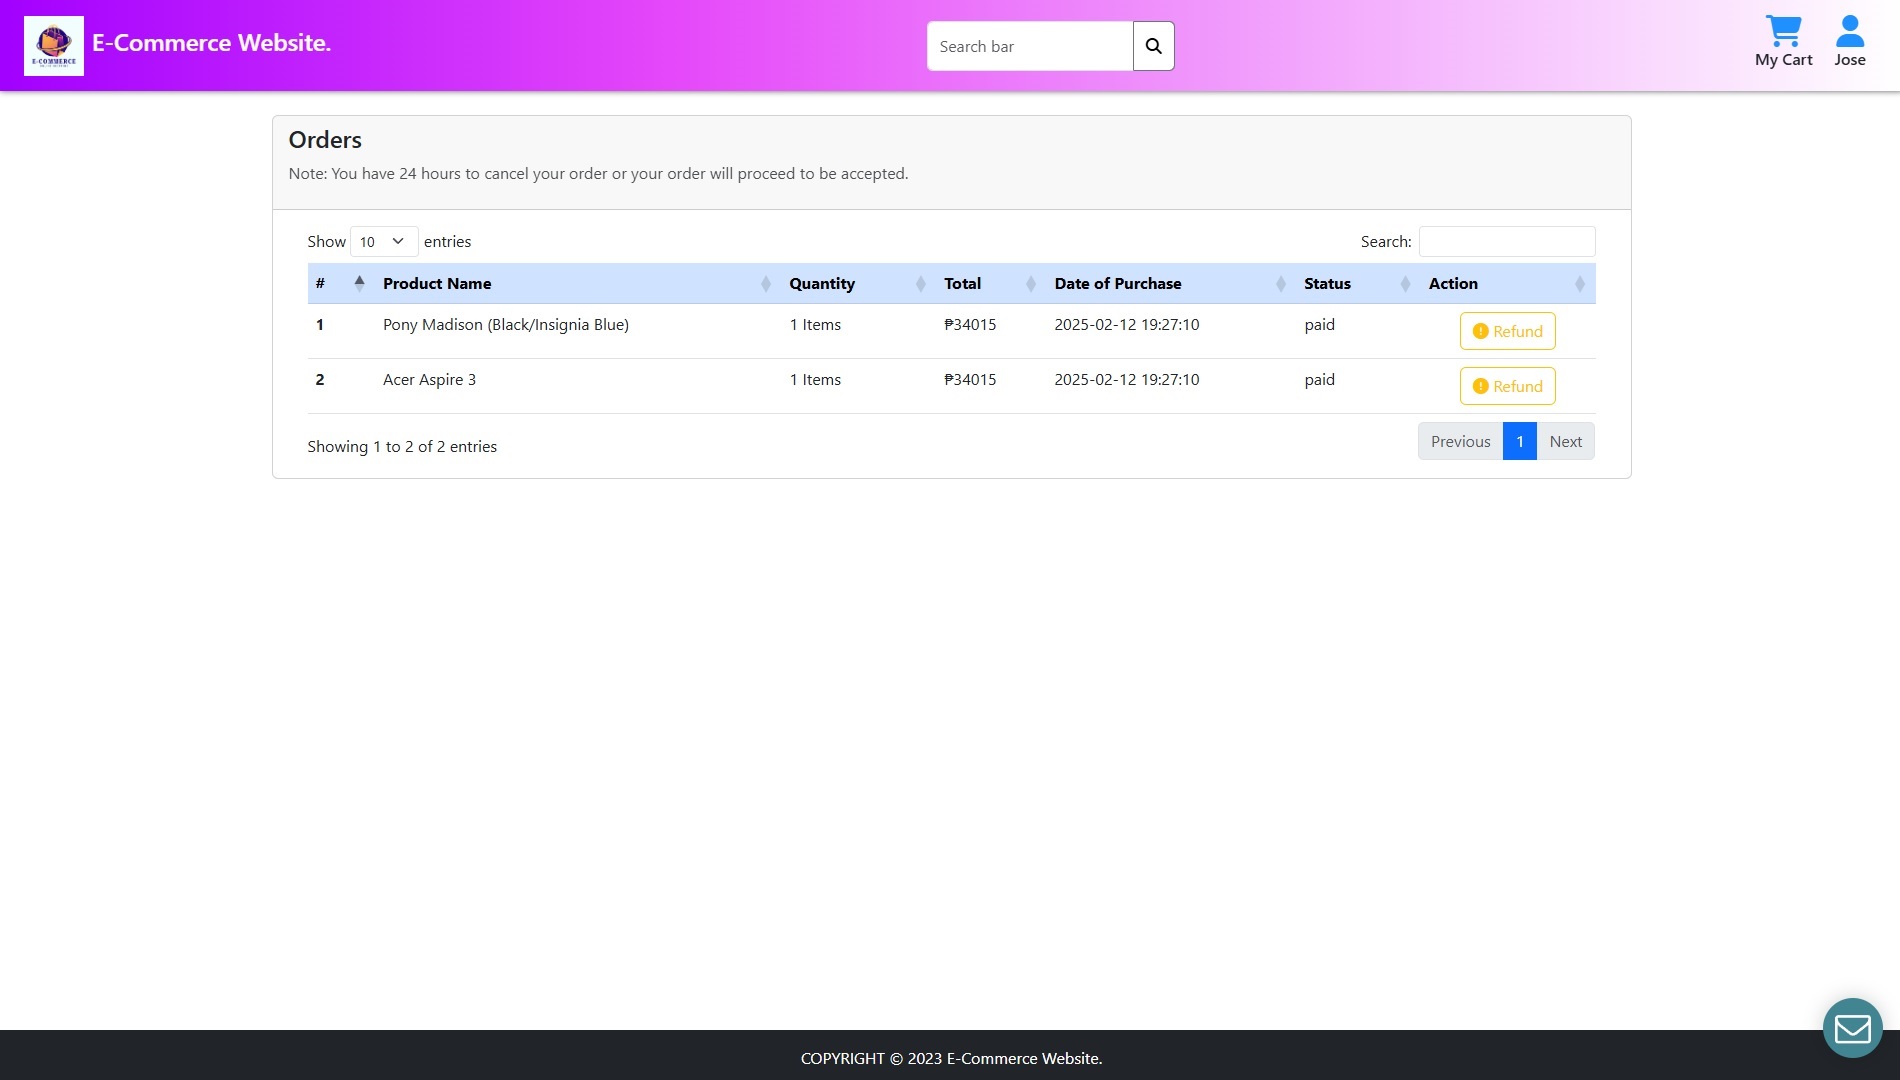 E-COMMERCE
E-Commerce Website.
Search bar
My Cart
Jose
Orders
Note: You have 24 hours to cancel your order or your order will proceed to be accepted.
Show 10 entries
Search:
# Product Name Quantity Total Date of Purchase Status Action
1 Pony Madison (Black/Insignia Blue) 1 Items ₱34015 2025-02-12 19:27:10 paid Refund
2 Acer Aspire 3 1 Items ₱34015 2025-02-12 19:27:10 paid Refund
Showing 1 to 2 of 2 entries
Previous 1 Next
COPYRIGHT © 2023 E-Commerce Website.